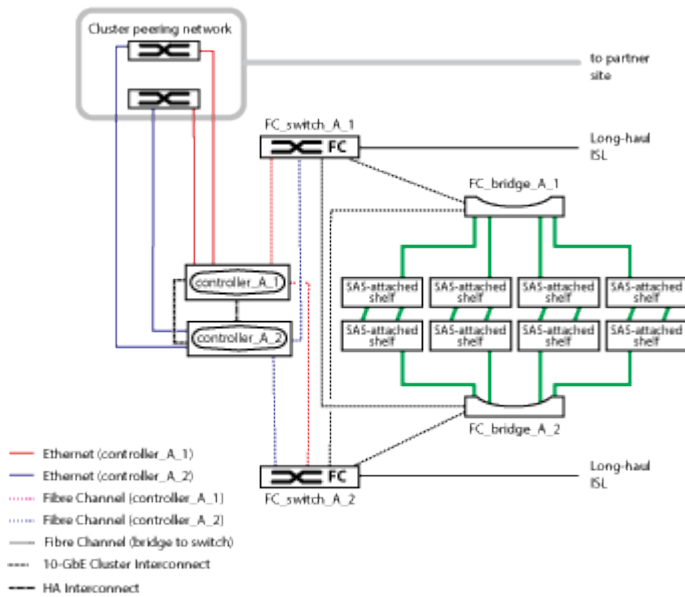 Cluster peering network
to partner
site
FC_switch_A_1
FC
Long-haul
ISL
FC_bridge_A_1
controller_A_1
SAS-attached
shelf
SAS-attached
shelf
SAS-attached
shelf
SAS-attached
shelf
controller_A_2
SAS-attached
shelf
SAS-attached
shelf
SAS-attached
shelf
SAS-attached
shelf
FC_bridge_A_2
FC
FC_switch_A_2
Long-haul
ISL
Ethernet (controller_A_1)
Ethernet (controller_A_2)
Fibre Channel (controller_A_1)
Fibre Channel (controller_A_2)
Fibre Channel (bridge to switch)
10-GbE Cluster Interconnect
HA Interconnect